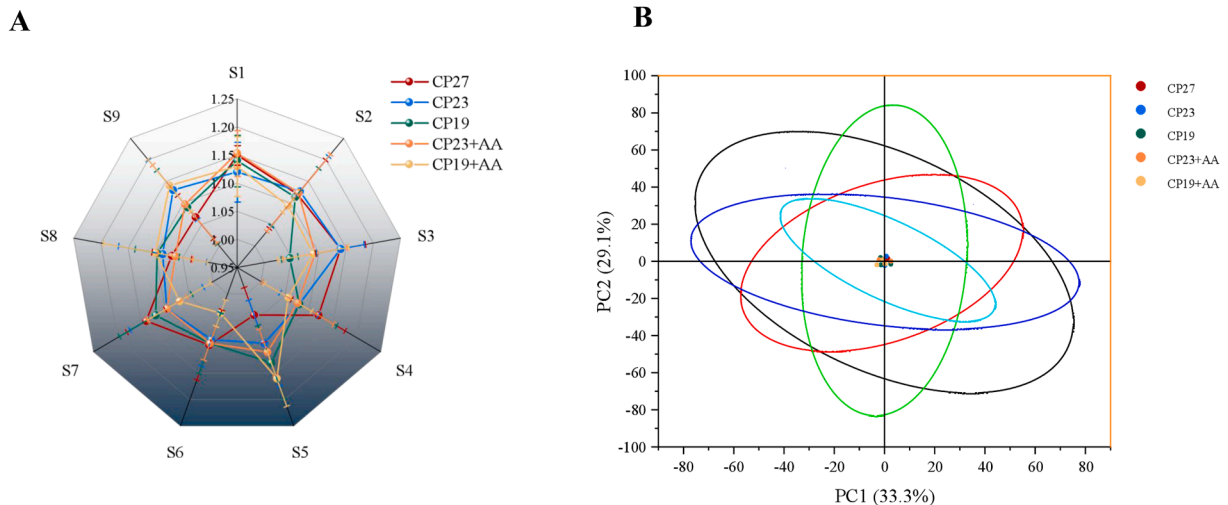 A
B
S1
S2
S3
S4
S5
S6
S7
S8
S9
1.25
1.20
1.15
1.10
1.05
1.00
0.95
CP27
CP23
CP19
CP23+AA
CP19+AA
100
80
60
40
20
0
-20
-40
-60
-80
-100
PC2 (29.1%)
-80
-60
-40
-20
0
20
40
60
80
PC1 (33.3%)
CP27
CP23
CP19
CP23+AA
CP19+AA